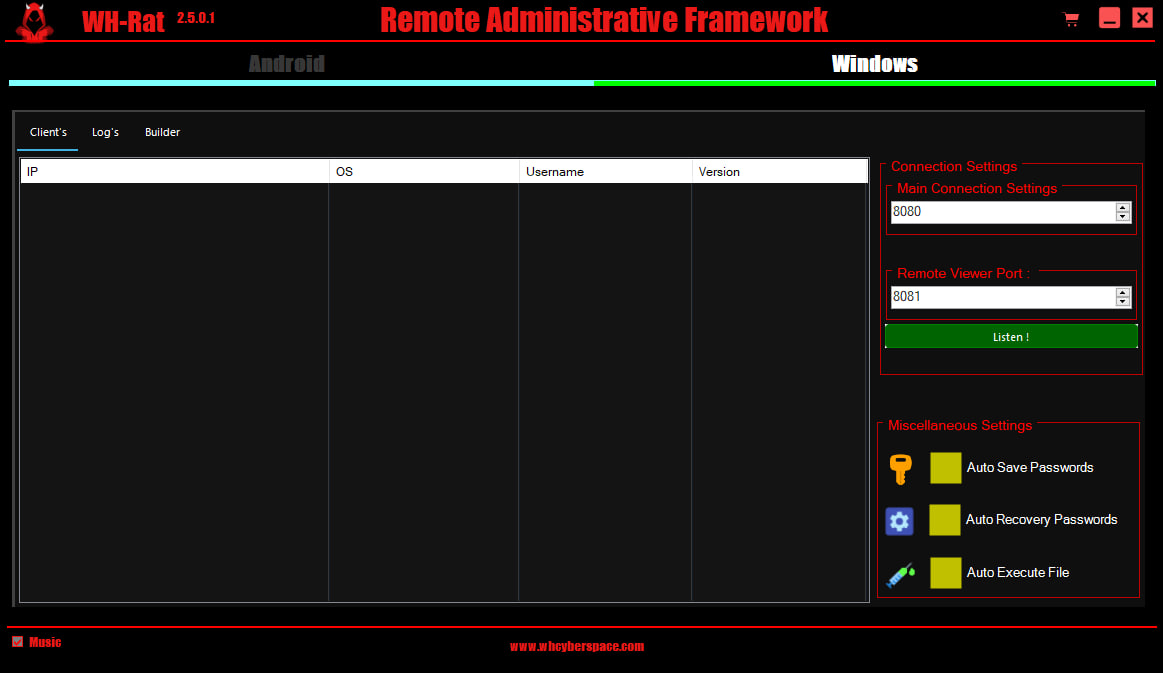 WH-Rat 2.5.0.1 Remote Administrative Framework
Android Windows
Client's Log's Builder
IP OS Username Version
Connection Settings
Main Connection Settings
8080
Remote Viewer Port :
8081
Listen !
Miscellaneous Settings
Auto Save Passwords
Auto Recovery Passwords
Auto Execute File
Music
www.whcyberspace.com